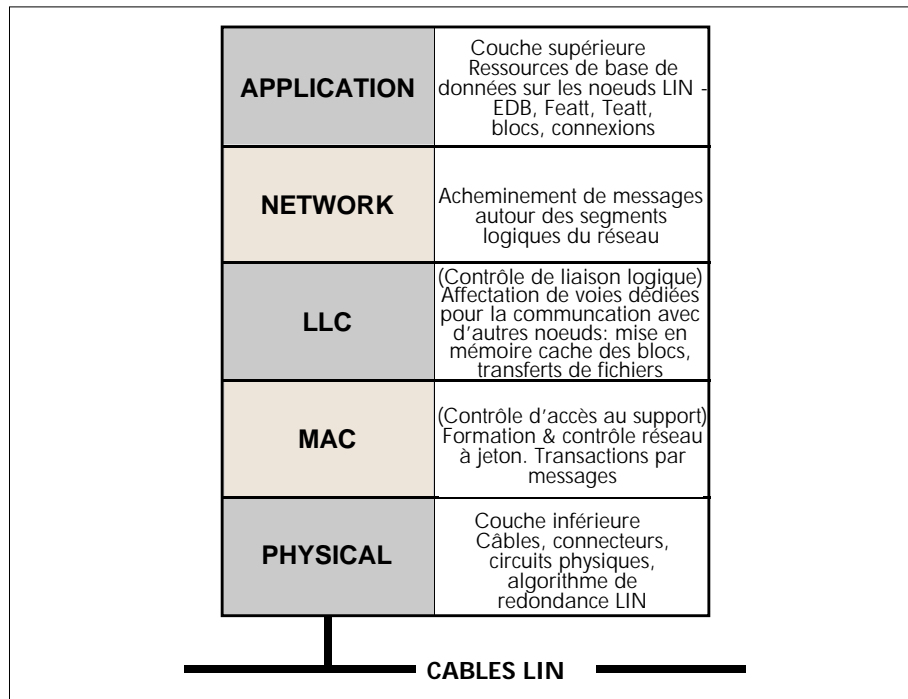 APPLICATION
Couche supérieure
Ressources de base de
données sur les noeuds LIN -
EDB, Featt, Teatt,
blocs, connexions
NETWORK
Acheminement de messages
autour des segments
logiques du réseau
LLC
(Contrôle de liaison logique)
Affectation de voies dédiées
pour la communcation avec
d'autres noeuds: mise en
mémoire cache des blocs,
transferts de fichiers
MAC
(Contrôle d'accès au support)
Formation & contrôle réseau
à jeton. Transactions par
messages
PHYSICAL
Couche inférieure
Câbles, connecteurs,
circuits physiques,
algorithme de
redondance LIN
CABLES LIN